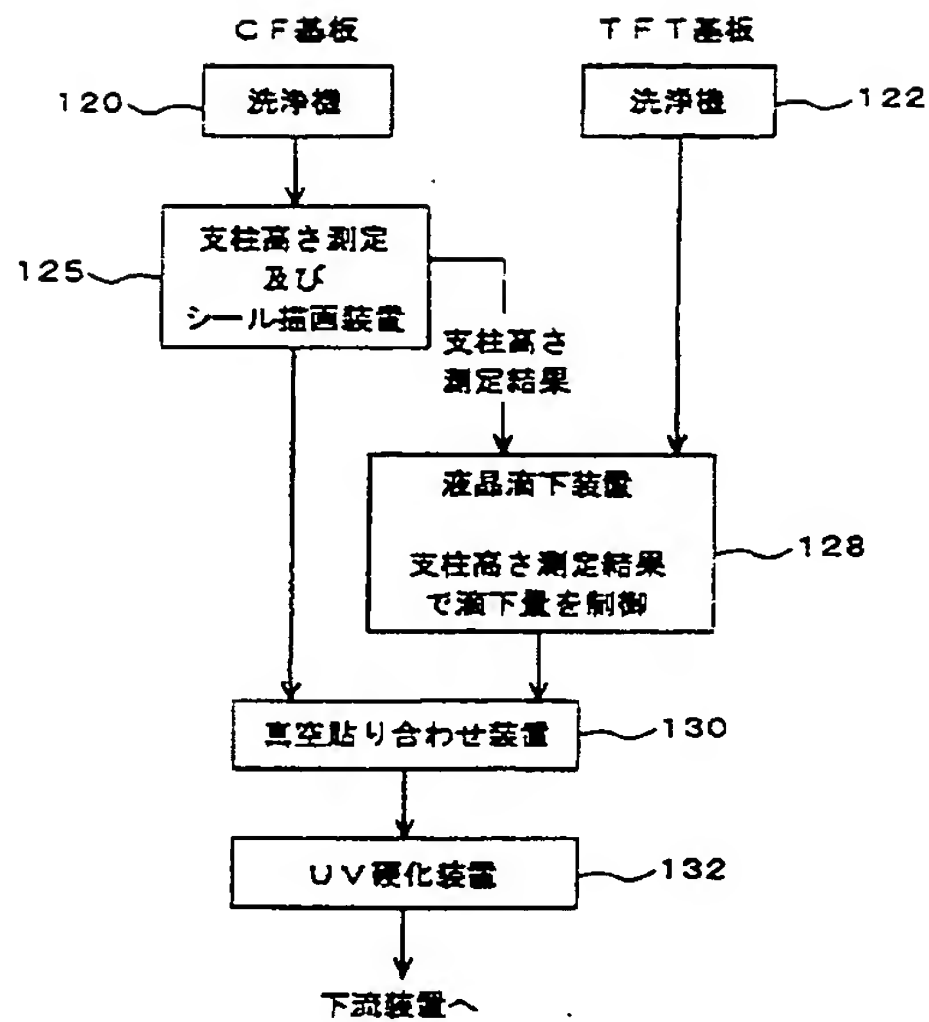 ＣＦ基板
ＴＦＴ基板
120
洗浄機
洗浄機
122
125
支柱高さ測定
及び
シール描画装置
支柱高さ
測定結果
液晶滴下装置
支柱高さ測定結果
で滴下量を制御
128
真空貼り合わせ装置
130
ＵＶ硬化装置
132
下流装置へ